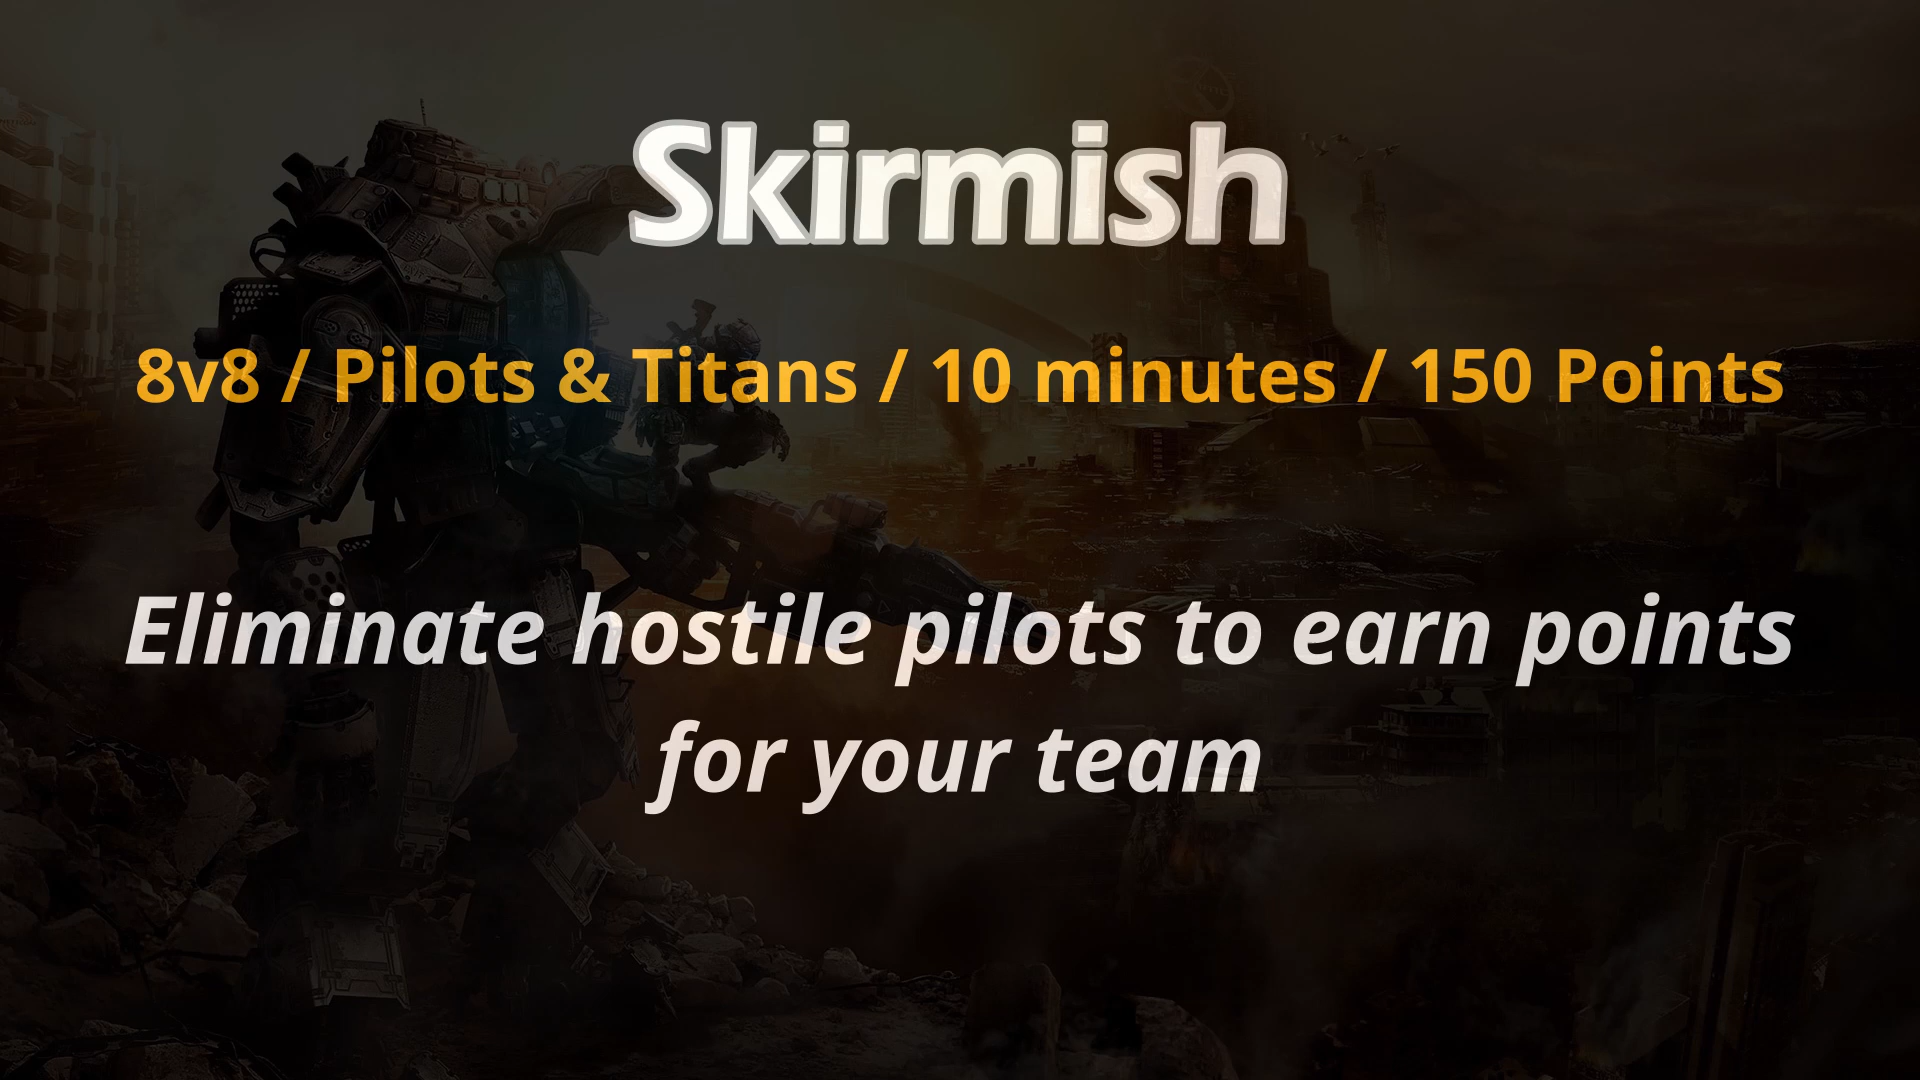 Skirmish
8v8 / Pilots & Titans / 10 minutes / 150 Points
Eliminate hostile pilots to earn points
for your team